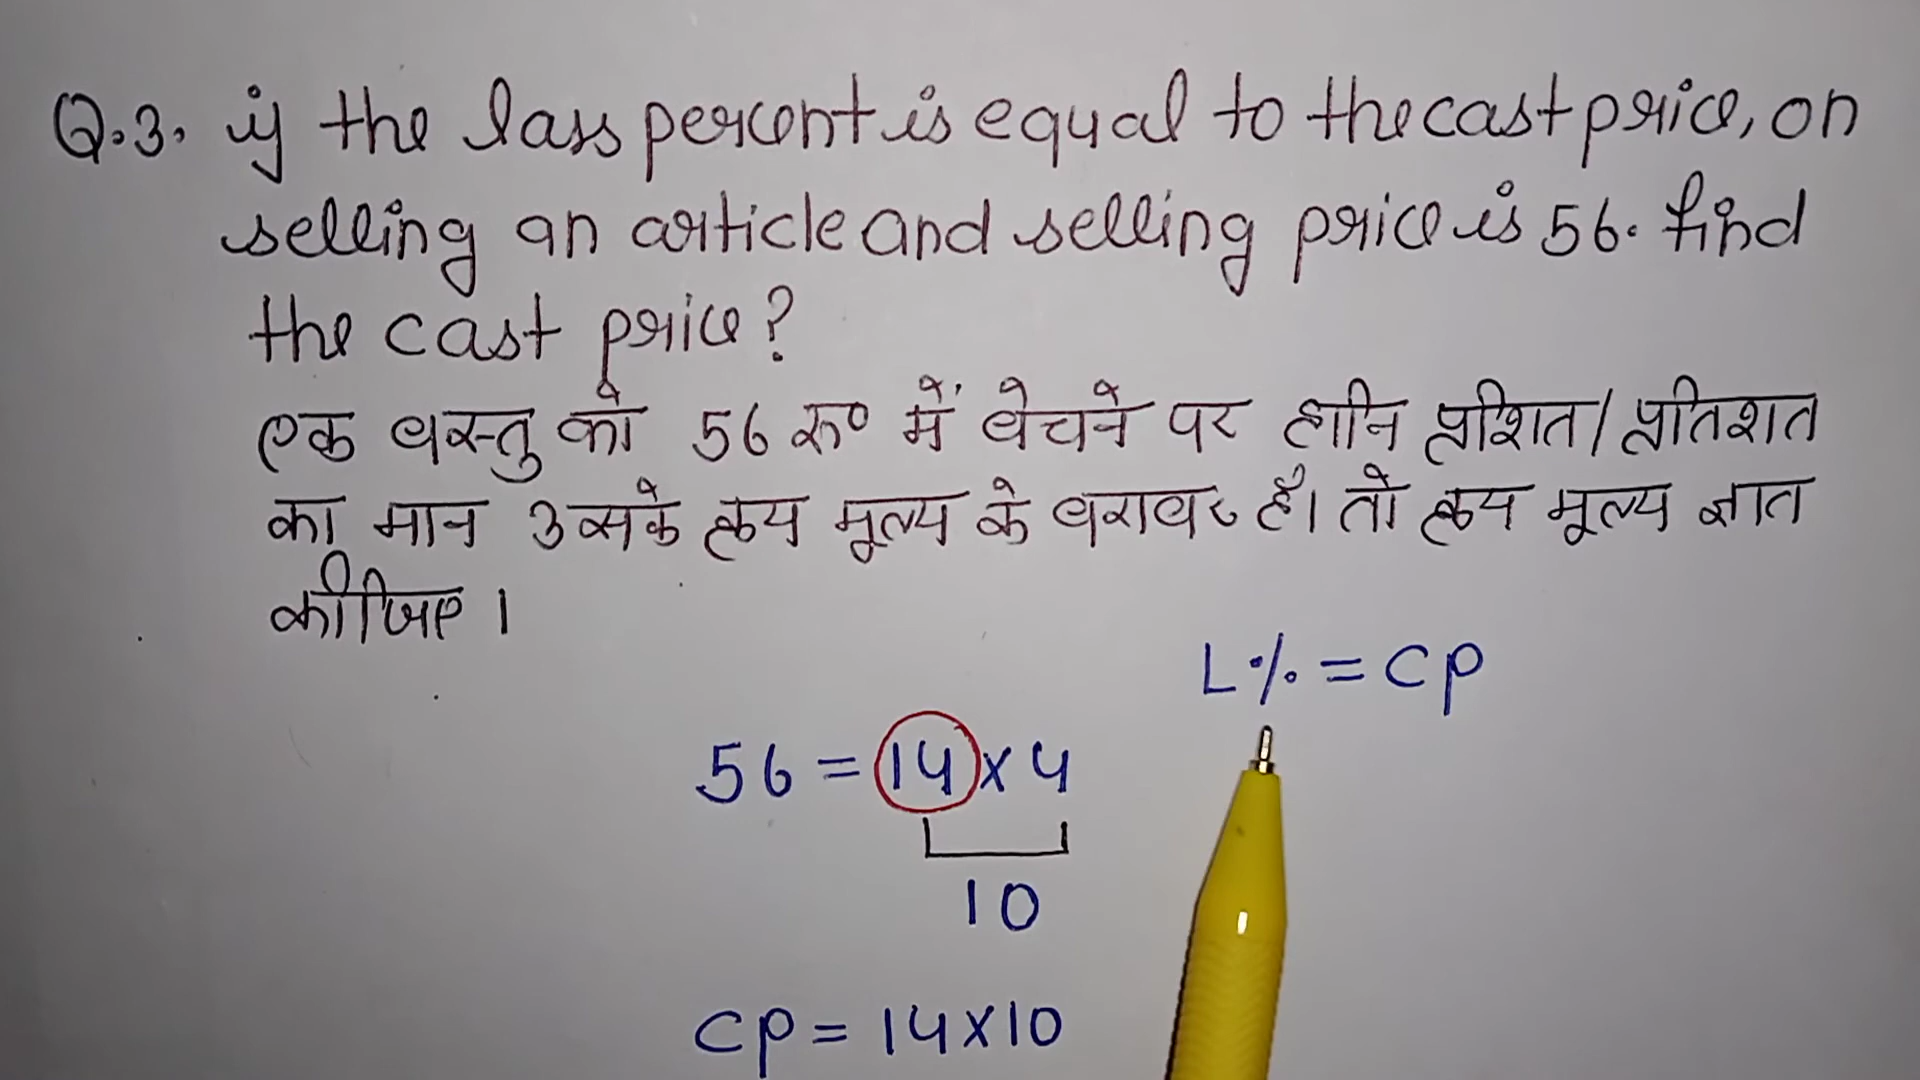 Q.3. if the lass percent is equal to the cast price, on
selling an article and selling price is 56. find
the cast price?
एक वस्तु को 56 रू० में बेचने पर हानि प्रशित/प्रतिशत
का मान उसके क्रय मूल्य के बराबर है। तो क्रय मूल्य ज्ञात
कीजिए।
L% = CP
56 = 14 x 4
10
CP = 14 x 10